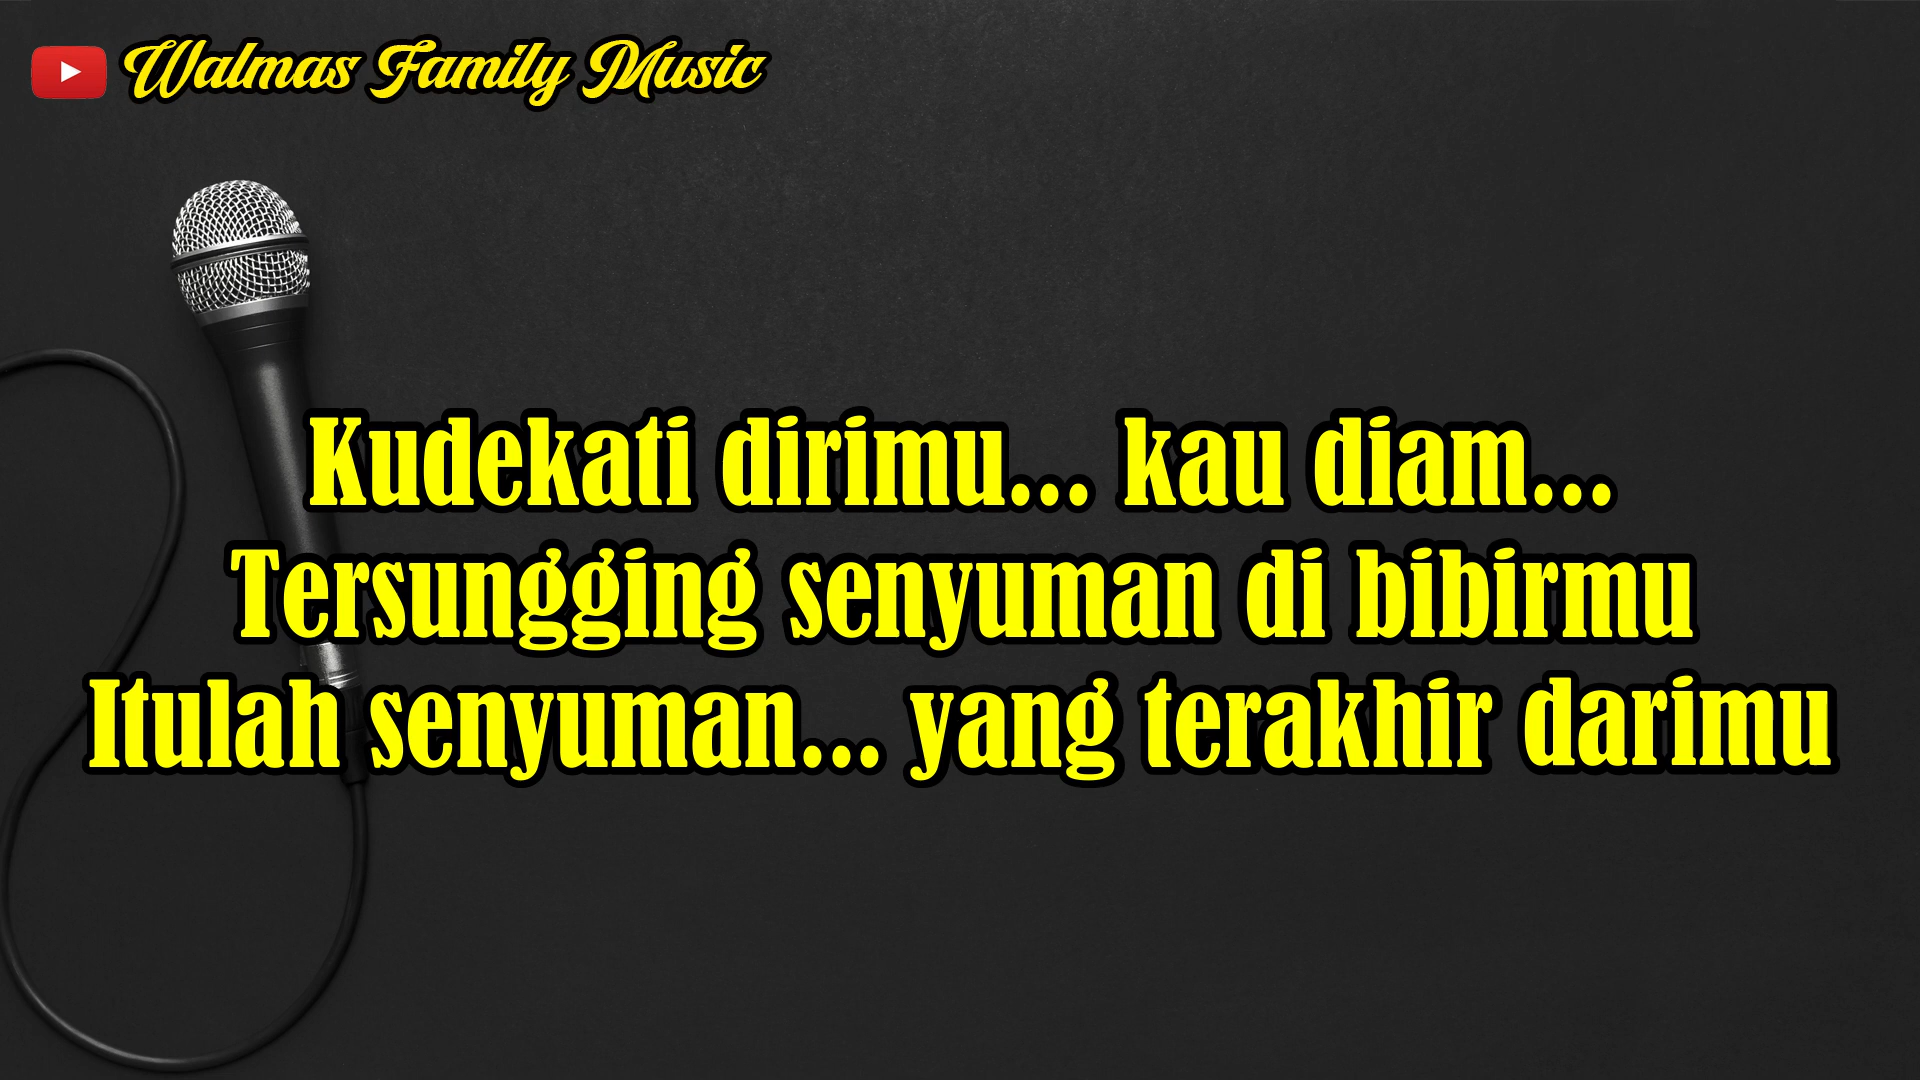 Walmas Family Music
Kudekati dirimu... kau diam...
Tersungging senyuman di bibirmu
Itulah senyuman... yang terakhir darimu